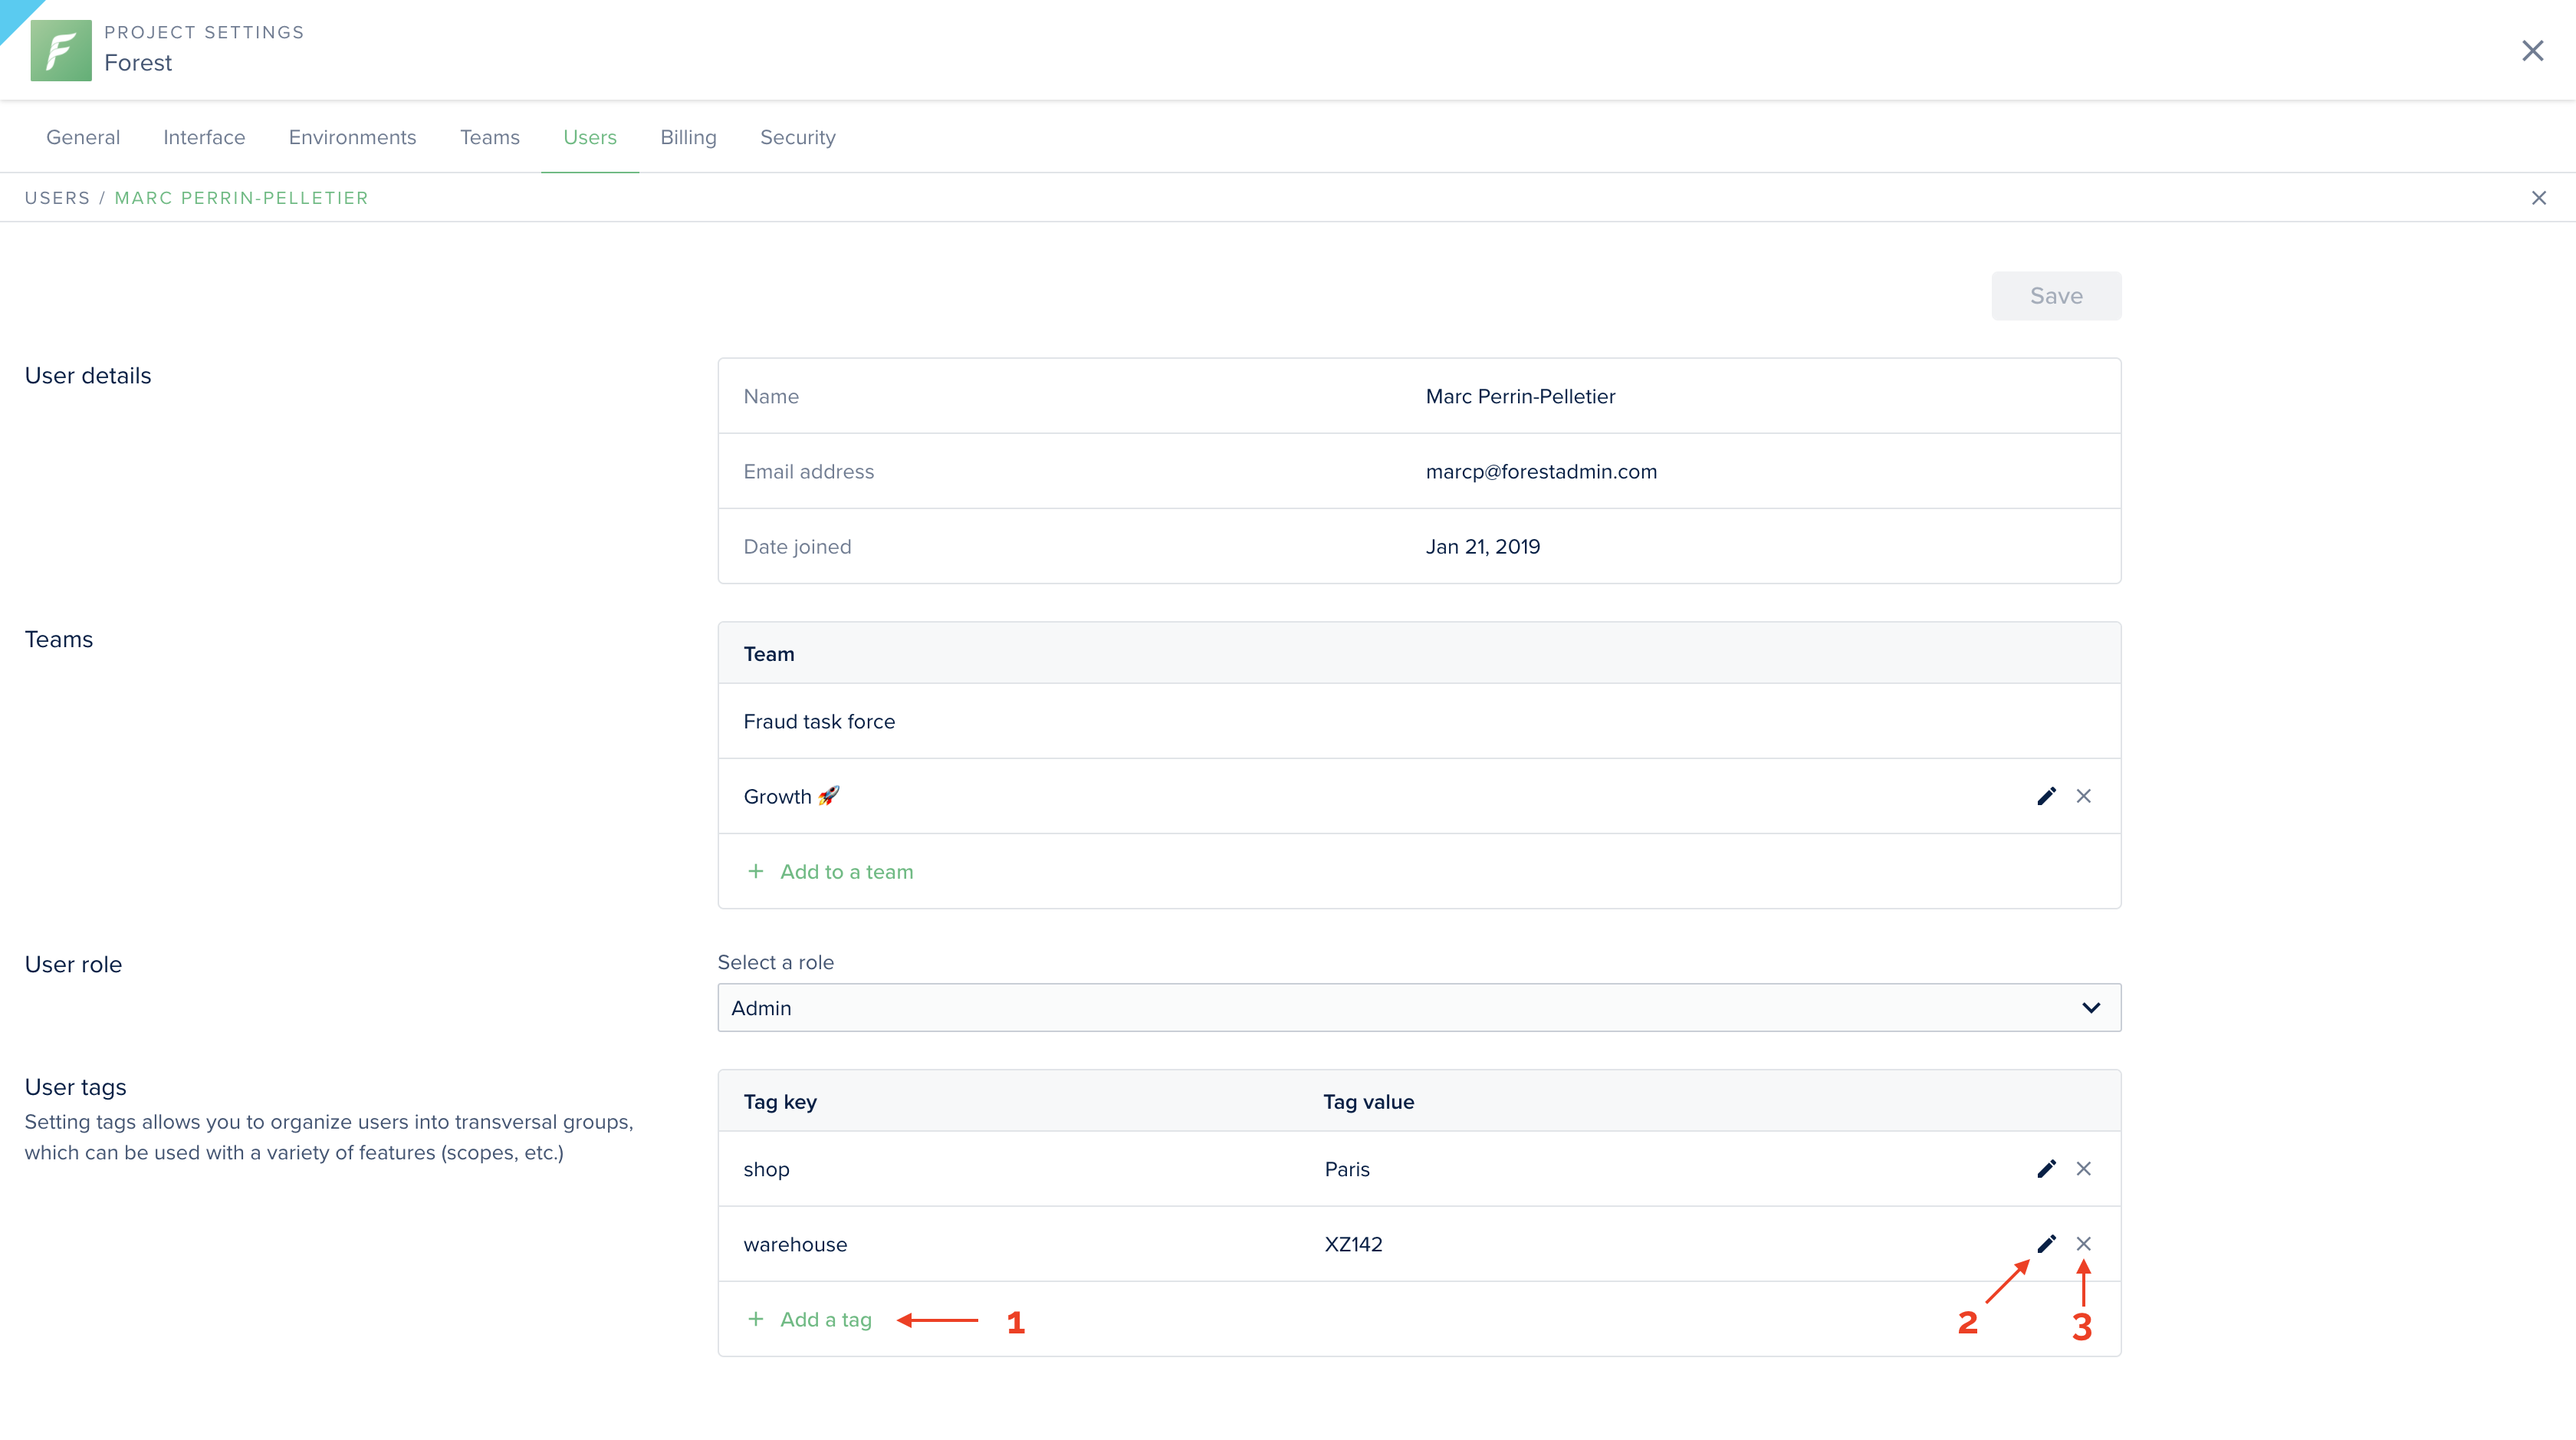 PROJECT SETTINGS
Forest
General Interface Environments Teams Users Billing Security
USERS / MARC PERRIN-PELLETIER
Save
User details
Name Marc Perrin-Pelletier
Email address marcp@forestadmin.com
Date joined Jan 21, 2019
Teams
Team
Fraud task force
Growth 🚀
+ Add to a team
User role
Select a role
Admin
User tags
Setting tags allows you to organize users into transversal groups,
which can be used with a variety of features (scopes, etc.)
Tag key Tag value
shop Paris
warehouse XZ142
+ Add a tag 1 2 3